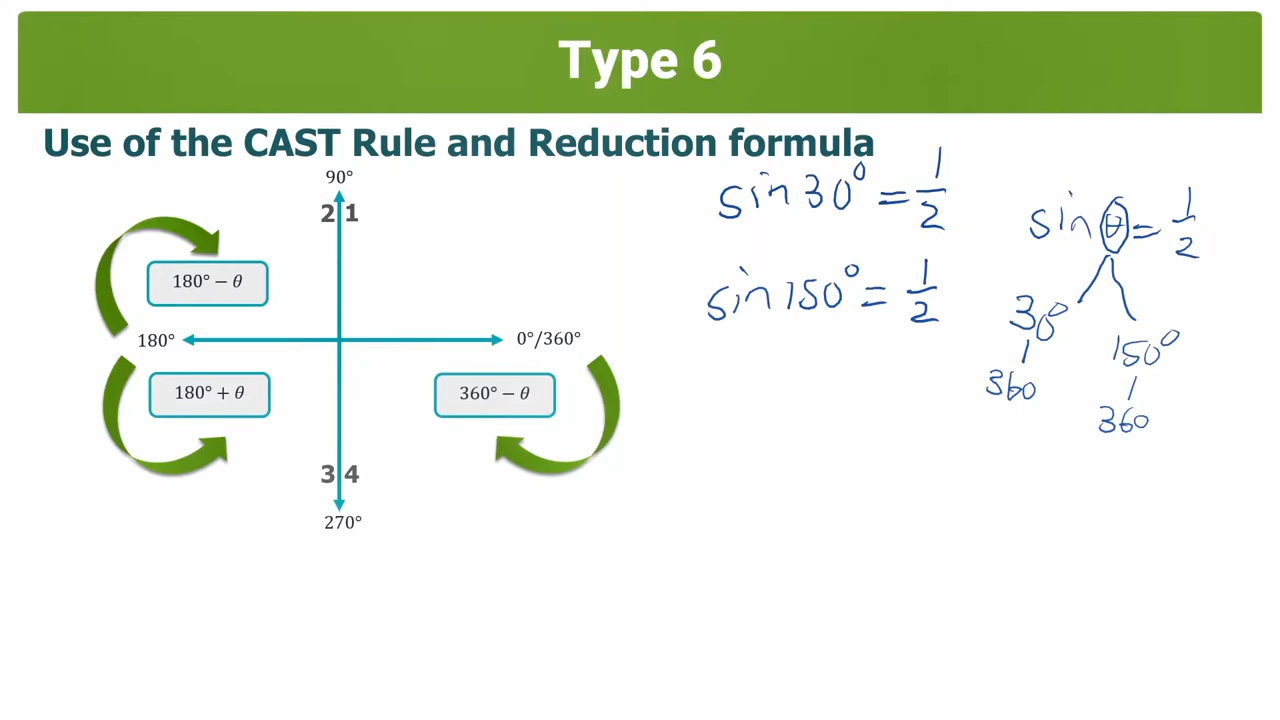 Type 6
Use of the CAST Rule and Reduction formula
90°
2 1
180° − θ
180°
0°/360°
180° + θ
360° − θ
3 4
270°
sin 30° = 1/2
sin 150° = 1/2
sin θ = 1/2
30°
150°
360
360